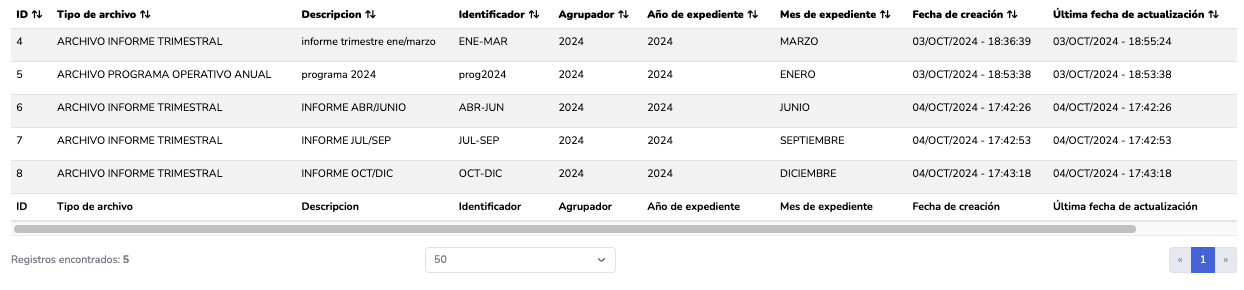 ID Tipo de archivo Descripcion Identificador Agrupador Año de expediente Mes de expediente Fecha de creación Última fecha de actualización
4 ARCHIVO INFORME TRIMESTRAL informe trimestre ene/marzo ENE-MAR 2024 2024 MARZO 03/OCT/2024 - 18:36:39 03/OCT/2024 - 18:55:24
5 ARCHIVO PROGRAMA OPERATIVO ANUAL programa 2024 prog2024 2024 2024 ENERO 03/OCT/2024 - 18:53:38 03/OCT/2024 - 18:53:38
6 ARCHIVO INFORME TRIMESTRAL INFORME ABR/JUNIO ABR-JUN 2024 2024 JUNIO 04/OCT/2024 - 17:42:26 04/OCT/2024 - 17:42:26
7 ARCHIVO INFORME TRIMESTRAL INFORME JUL/SEP JUL-SEP 2024 2024 SEPTIEMBRE 04/OCT/2024 - 17:42:53 04/OCT/2024 - 17:42:53
8 ARCHIVO INFORME TRIMESTRAL INFORME OCT/DIC OCT-DIC 2024 2024 DICIEMBRE 04/OCT/2024 - 17:43:18 04/OCT/2024 - 17:43:18
ID Tipo de archivo Descripcion Identificador Agrupador Año de expediente Mes de expediente Fecha de creación Última fecha de actualización
Registros encontrados: 5 50 « 1 »